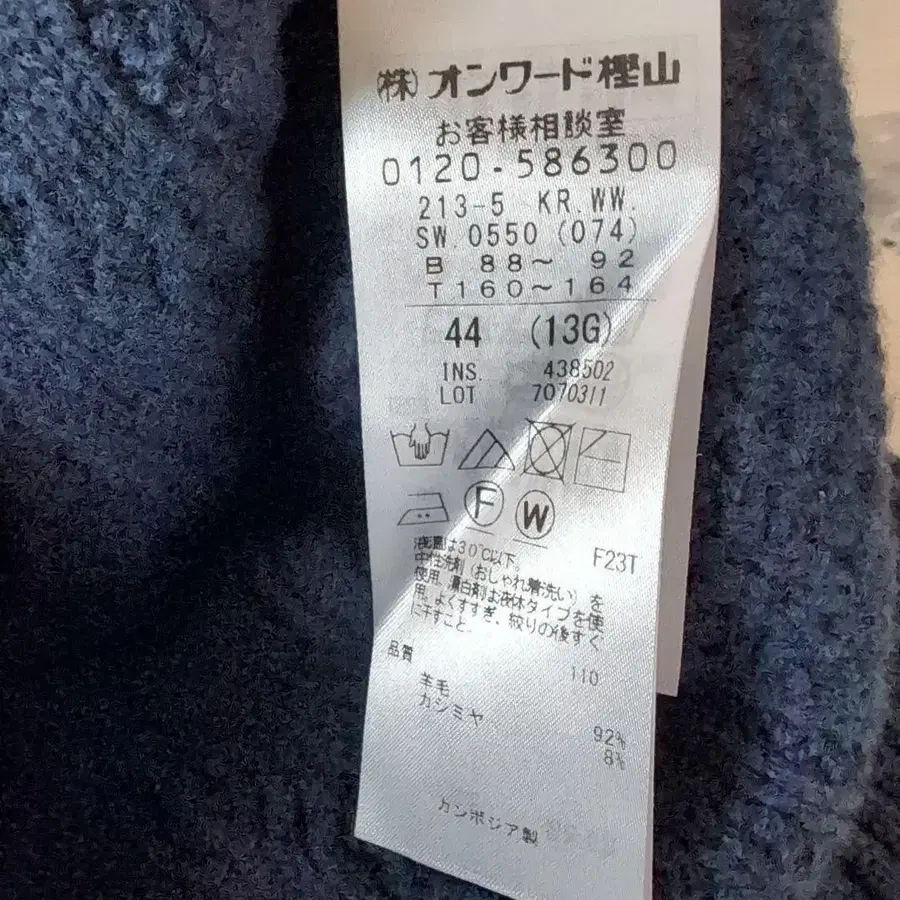 (株)オンワード樫山
お客様相談室
0120-586300
213-5 KR.WW.
SW.0550(074)
B 88~ 92
T160~164
44 (13G)
INS. 438502
LOT 7070311
F
W
F23T
液温は30℃以下。
中性洗剤(おしゃれ着洗い)を
使用。漂白剤は液体タイプを使
用。よくすすぎ、絞りの後すぐ
に干すこと。
110
品質
羊毛 92%
カシミヤ 8%
カンボジア製